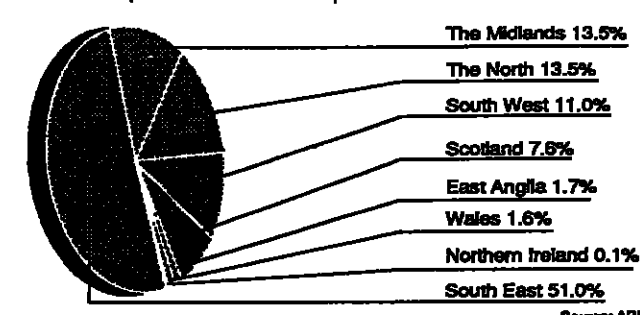 The Midlands 13.5%
The North 13.5%
South West 11.0%
Scotland 7.6%
East Anglia 1.7%
Wales 1.6%
Northern Ireland 0.1%
South East 51.0%